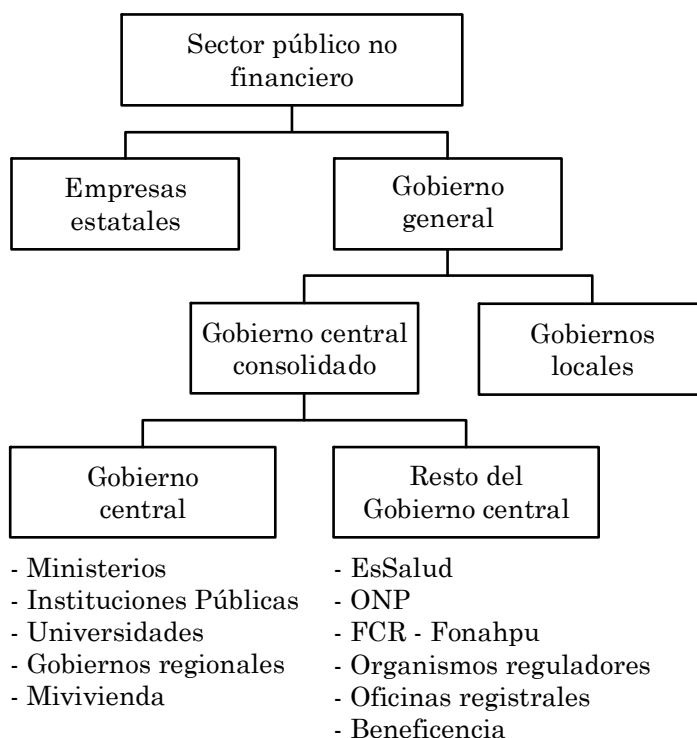 Sector público no
financiero
Empresas
estatales
Gobierno
general
Gobierno central
consolidado
Gobiernos
locales
Gobierno
central
Resto del
Gobierno central
- Ministerios
- Instituciones Públicas
- Universidades
- Gobiernos regionales
- Mivivienda
- EsSalud
- ONP
- FCR - Fonahpu
- Organismos reguladores
- Oficinas registrales
- Beneficencia